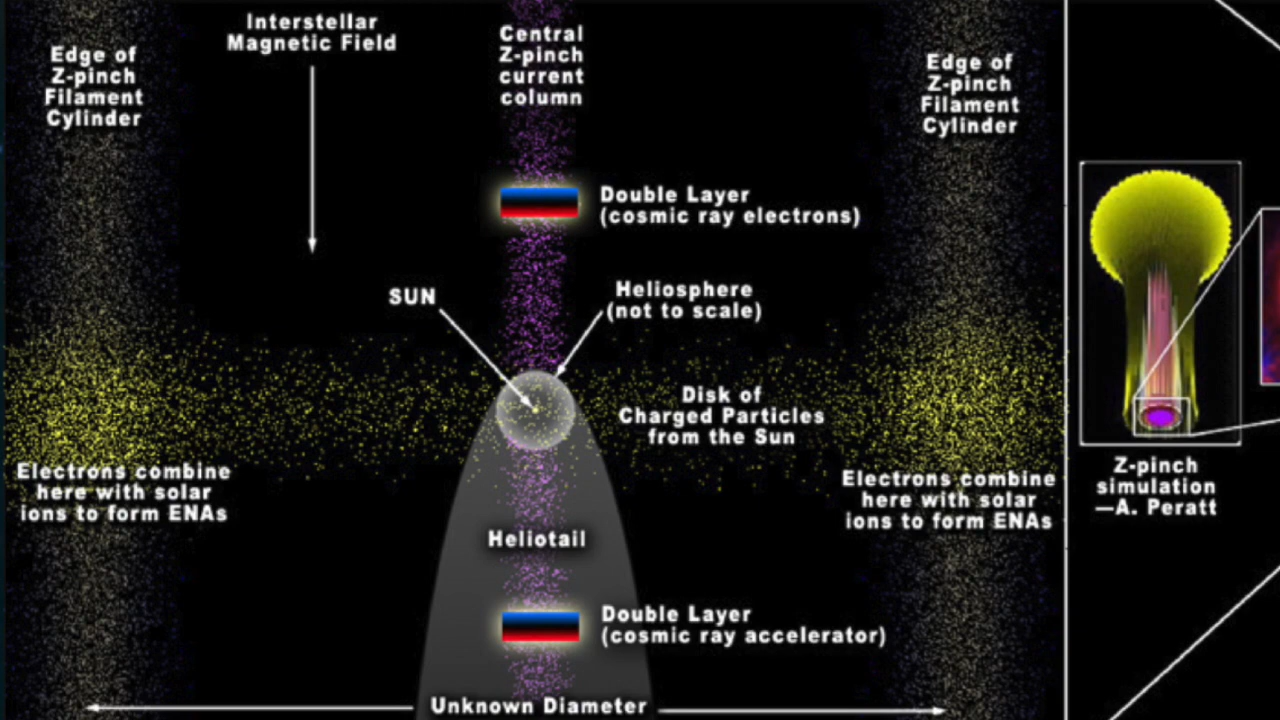 Interstellar
Magnetic Field
Central
Z-pinch
current
column
Edge of
Z-pinch
Filament
Cylinder
Edge of
Z-pinch
Filament
Cylinder
Double Layer
(cosmic ray electrons)
SUN
Heliosphere
(not to scale)
Disk of
Charged Particles
from the Sun
Electrons combine
here with solar
ions to form ENAs
Electrons combine
here with solar
ions to form ENAs
Z-pinch
simulation
—A. Peratt
Heliotail
Double Layer
(cosmic ray accelerator)
Unknown Diameter